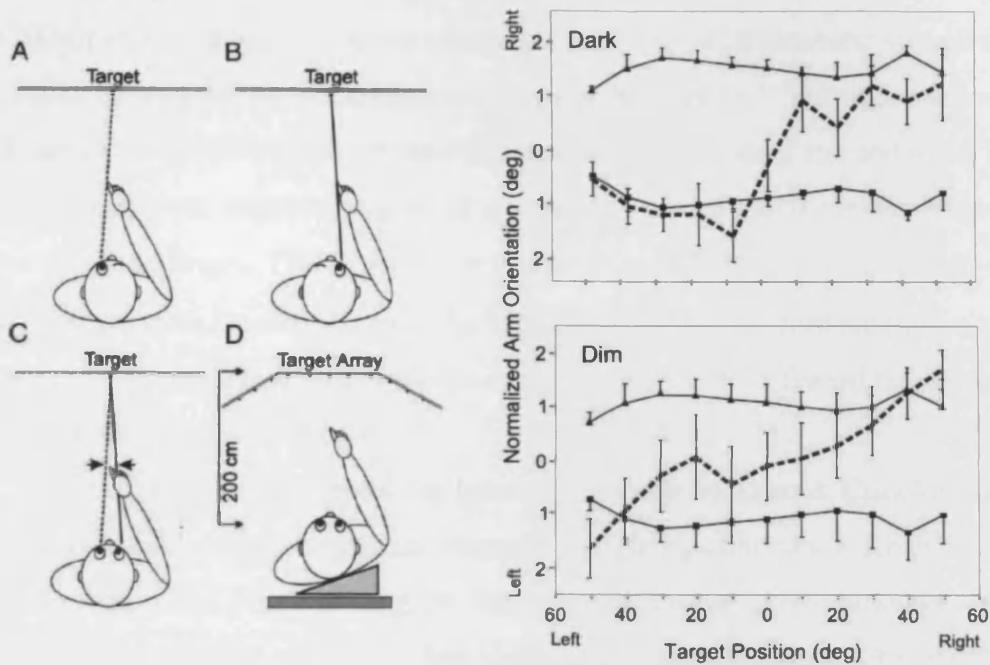 A
Target
B
Target
C
Target
D
Target Array
200 cm
Normalized Arm Orientation (deg)
Right
Left
Dark
2
1
0
1
2
Dim
2
1
0
1
2
60 40 20 0 20 40 60
Left Right
Target Position (deg)